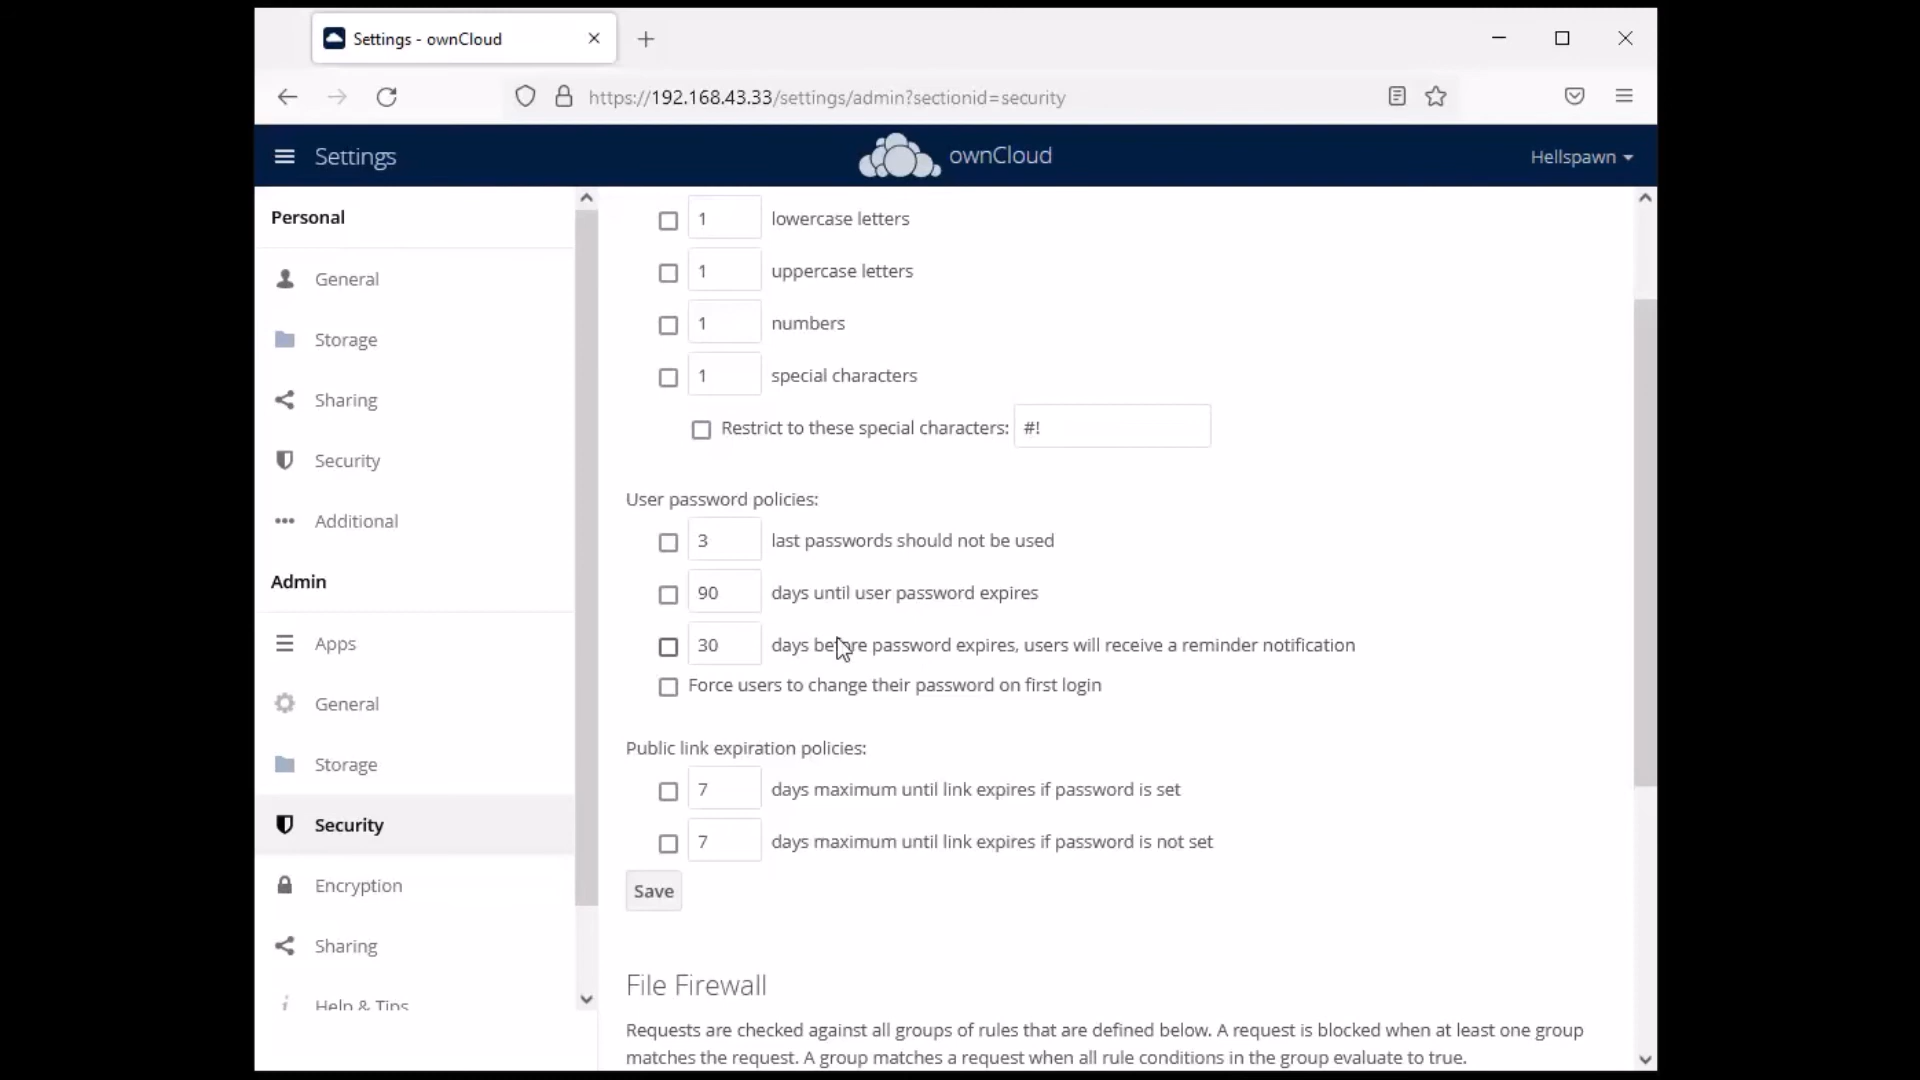 Settings - ownCloud
https://192.168.43.33/settings/admin?sectionid=security
Settings
ownCloud
Hellspawn
Personal
General
Storage
Sharing
Security
Additional
Admin
Apps
General
Storage
Security
Encryption
Sharing
Help & Tips
1 lowercase letters
1 uppercase letters
1 numbers
1 special characters
Restrict to these special characters: #!
User password policies:
3 last passwords should not be used
90 days until user password expires
30 days before password expires, users will receive a reminder notification
Force users to change their password on first login
Public link expiration policies:
7 days maximum until link expires if password is set
7 days maximum until link expires if password is not set
Save
File Firewall
Requests are checked against all groups of rules that are defined below. A request is blocked when at least one group
matches the request. A group matches a request when all rule conditions in the group evaluate to true.